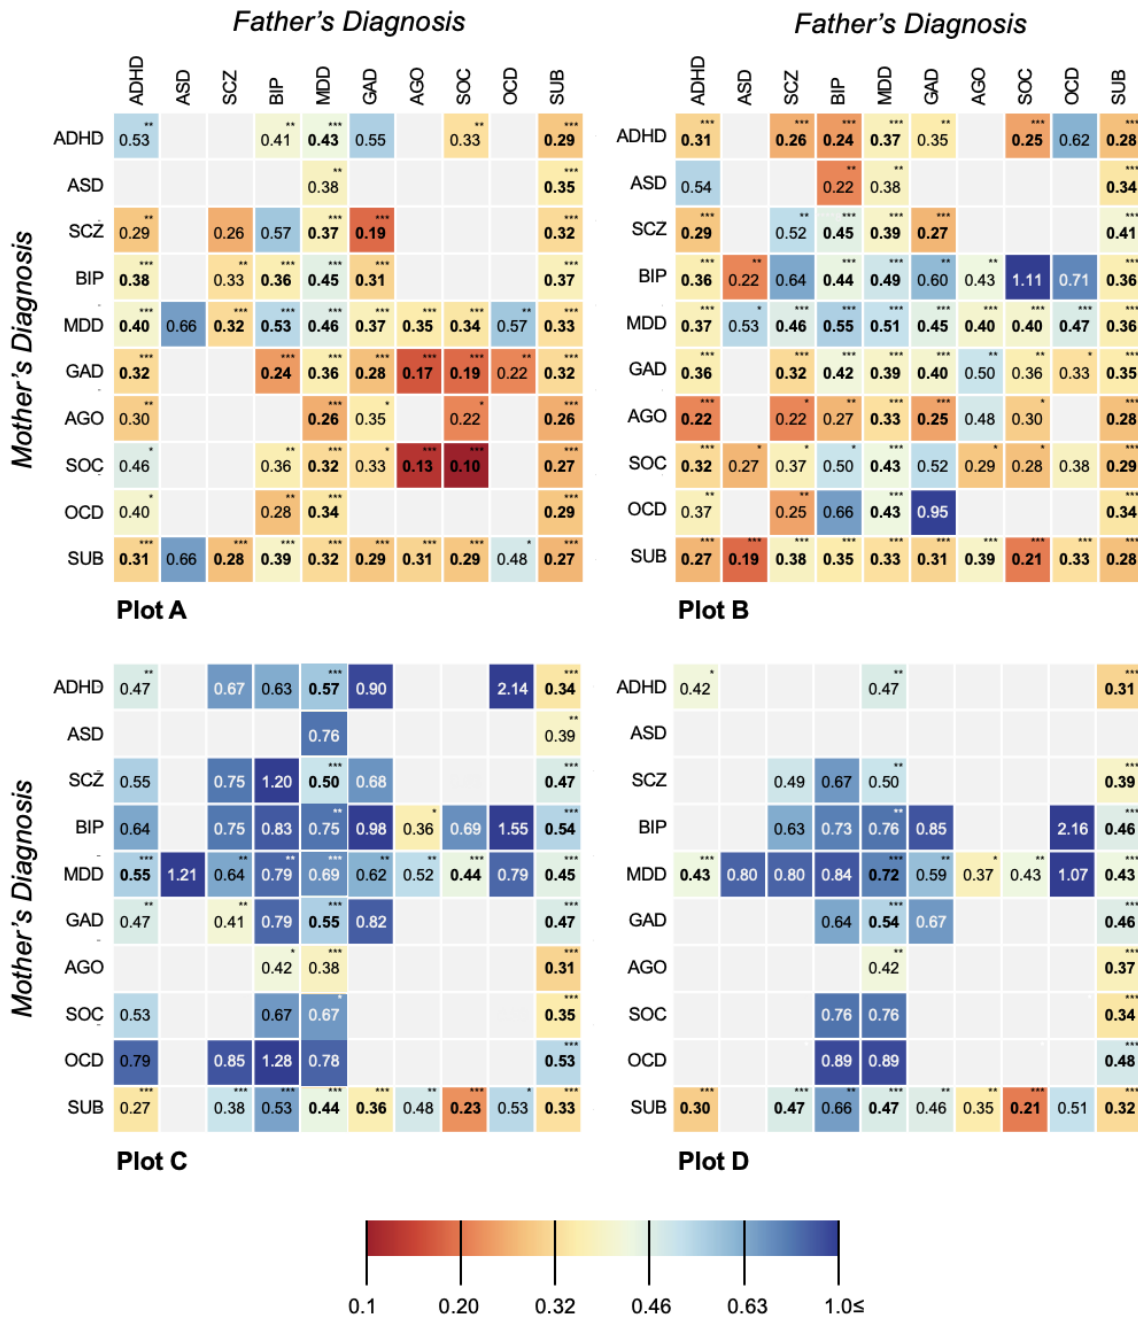 Father's Diagnosis Father's Diagnosis
ADHD ASD SCZ BIP MDD GAD AGO SOC OCD SUB ADHD ASD SCZ BIP MDD GAD AGO SOC OCD SUB
Mother's Diagnosis
ADHD 0.53** 0.41** 0.43*** 0.55 0.33** 0.29***
ASD 0.38** 0.35***
SCZ 0.29** 0.26 0.57 0.37*** 0.19*** 0.32***
BIP 0.38*** 0.33** 0.36*** 0.45*** 0.31*** 0.37***
MDD 0.40*** 0.66 0.32*** 0.53*** 0.46*** 0.37*** 0.35*** 0.34*** 0.57** 0.33***
GAD 0.32*** 0.24*** 0.36*** 0.28*** 0.17*** 0.19*** 0.22** 0.32***
AGO 0.30** 0.26*** 0.35* 0.22* 0.26***
SOC 0.46* 0.36** 0.32*** 0.33* 0.13*** 0.10*** 0.27***
OCD 0.40* 0.28** 0.34*** 0.29***
SUB 0.31*** 0.66 0.28*** 0.39*** 0.32*** 0.29*** 0.31*** 0.29*** 0.48* 0.27***
Plot A
ADHD 0.31*** 0.26*** 0.24*** 0.37*** 0.35** 0.25*** 0.62 0.28***
ASD 0.54 0.22** 0.38** 0.34***
SCZ 0.29*** 0.52** 0.45*** 0.39*** 0.27*** 0.41***
BIP 0.36*** 0.22** 0.64 0.44*** 0.49*** 0.60** 0.43** 1.11 0.71 0.36***
MDD 0.37*** 0.53* 0.46*** 0.55*** 0.51*** 0.45*** 0.40*** 0.40*** 0.47*** 0.36***
GAD 0.36*** 0.32*** 0.42*** 0.39*** 0.40*** 0.50** 0.36** 0.33* 0.35***
AGO 0.22*** 0.22* 0.27** 0.33*** 0.25*** 0.48 0.30* 0.28***
SOC 0.32*** 0.27* 0.37* 0.50* 0.43*** 0.52 0.29* 0.28* 0.38 0.29***
OCD 0.37** 0.25** 0.66 0.43*** 0.95 0.34***
SUB 0.27*** 0.19*** 0.38*** 0.35*** 0.33*** 0.31*** 0.39*** 0.21*** 0.33*** 0.28***
Plot B
Mother's Diagnosis
ADHD 0.47** 0.67 0.63 0.57*** 0.90 2.14 0.34***
ASD 0.76 0.39**
SCZ 0.55 0.75 1.20 0.50*** 0.68 0.47***
BIP 0.64 0.75 0.83 0.75** 0.98 0.36* 0.69 1.55 0.54***
MDD 0.55*** 1.21 0.64** 0.79** 0.69*** 0.62** 0.52** 0.44*** 0.79 0.45***
GAD 0.47** 0.41** 0.79 0.55*** 0.82 0.47***
AGO 0.42* 0.38*** 0.31***
SOC 0.53 0.67 0.67* 0.35***
OCD 0.79 0.85 1.28 0.78 0.53***
SUB 0.27*** 0.38*** 0.53*** 0.44*** 0.36*** 0.48** 0.23*** 0.53* 0.33***
Plot C
ADHD 0.42* 0.47** 0.31***
ASD
SCZ 0.49 0.67 0.50** 0.39***
BIP 0.63 0.73 0.76** 0.85 2.16 0.46***
MDD 0.43*** 0.80 0.80 0.84 0.72*** 0.59** 0.37* 0.43** 1.07 0.43***
GAD 0.64 0.54*** 0.67 0.46***
AGO 0.42** 0.37***
SOC 0.76 0.76 0.34***
OCD 0.89 0.89 0.48***
SUB 0.30*** 0.47*** 0.66** 0.47*** 0.46** 0.35** 0.21*** 0.51 0.32***
Plot D
0.1 0.20 0.32 0.46 0.63 1.0≤